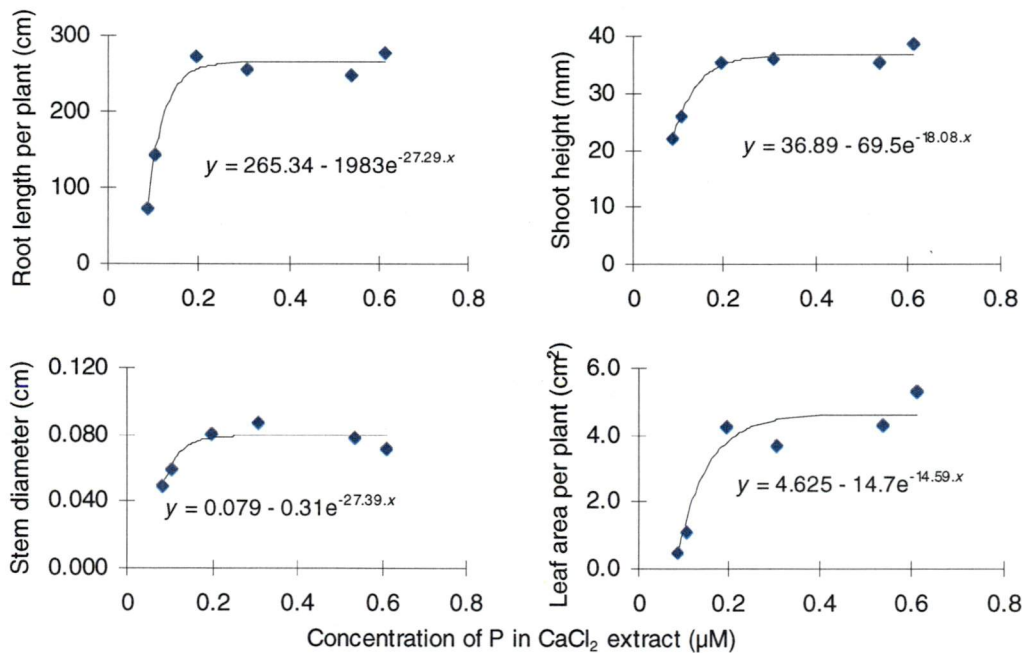 Root length per plant (cm)
300
200
100
0
0 0.2 0.4 0.6 0.8
y = 265.34 - 1983e^-27.29.x
Shoot height (mm)
40
30
20
10
0
0 0.2 0.4 0.6 0.8
y = 36.89 - 69.5e^-18.08.x
Stem diameter (cm)
0.120
0.080
0.040
0.000
0 0.2 0.4 0.6 0.8
y = 0.079 - 0.31e^-27.39.x
Leaf area per plant (cm²)
6.0
4.0
2.0
0.0
0 0.2 0.4 0.6 0.8
y = 4.625 - 14.7e^-14.59.x
Concentration of P in CaCl₂ extract (µM)